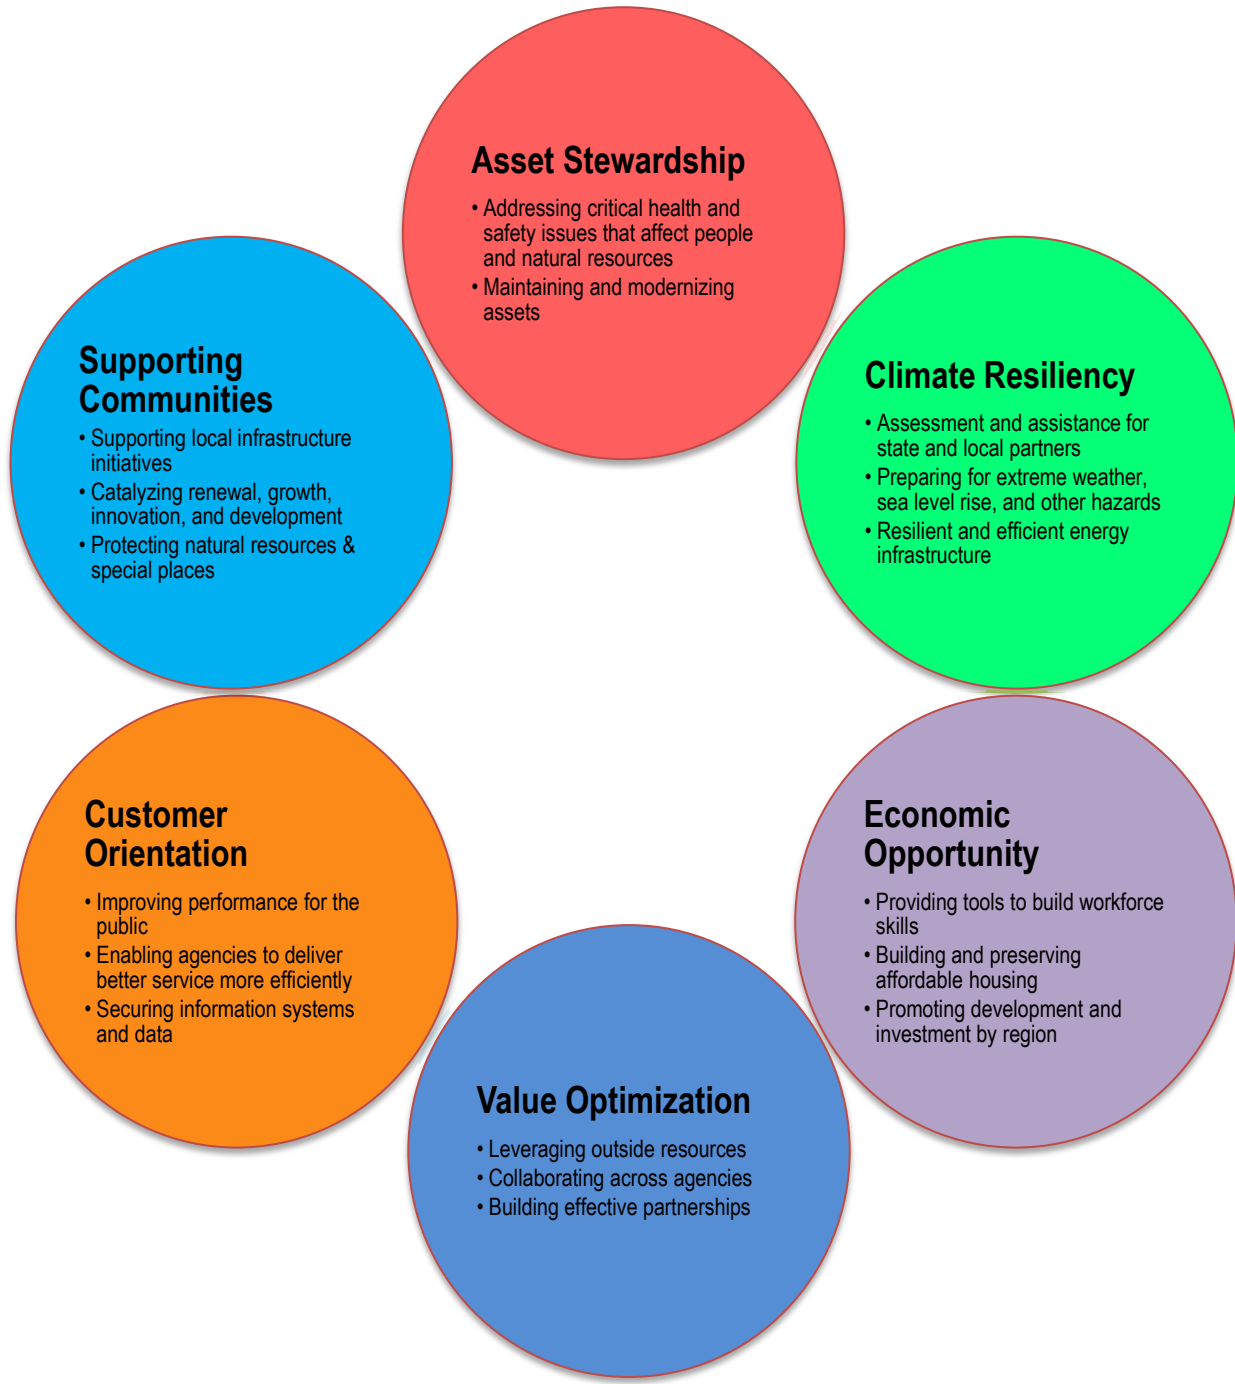 Asset Stewardship
• Addressing critical health and
safety issues that affect people
and natural resources
• Maintaining and modernizing
assets
Climate Resiliency
• Assessment and assistance for
state and local partners
• Preparing for extreme weather,
sea level rise, and other hazards
• Resilient and efficient energy
infrastructure
Economic
Opportunity
• Providing tools to build workforce
skills
• Building and preserving
affordable housing
• Promoting development and
investment by region
Value Optimization
• Leveraging outside resources
• Collaborating across agencies
• Building effective partnerships
Customer
Orientation
• Improving performance for the
public
• Enabling agencies to deliver
better service more efficiently
• Securing information systems
and data
Supporting
Communities
• Supporting local infrastructure
initiatives
• Catalyzing renewal, growth,
innovation, and development
• Protecting natural resources &
special places